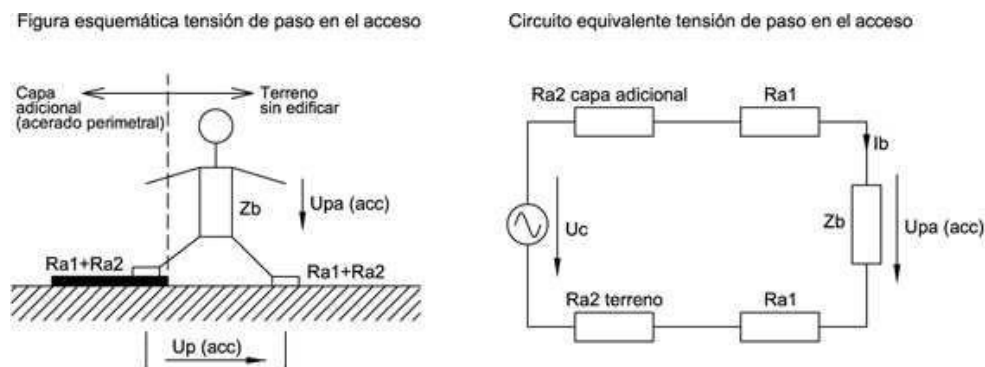 Figura esquemática tensión de paso en el acceso
Capa
adicional
(acerado perimetral)
Terreno
sin edificar
Zb
Upa (acc)
Ra1+Ra2
Ra1+Ra2
Up (acc)
Circuito equivalente tensión de paso en el acceso
Ra2 capa adicional
Ra1
Ib
Uc
Zb
Upa (acc)
Ra2 terreno
Ra1